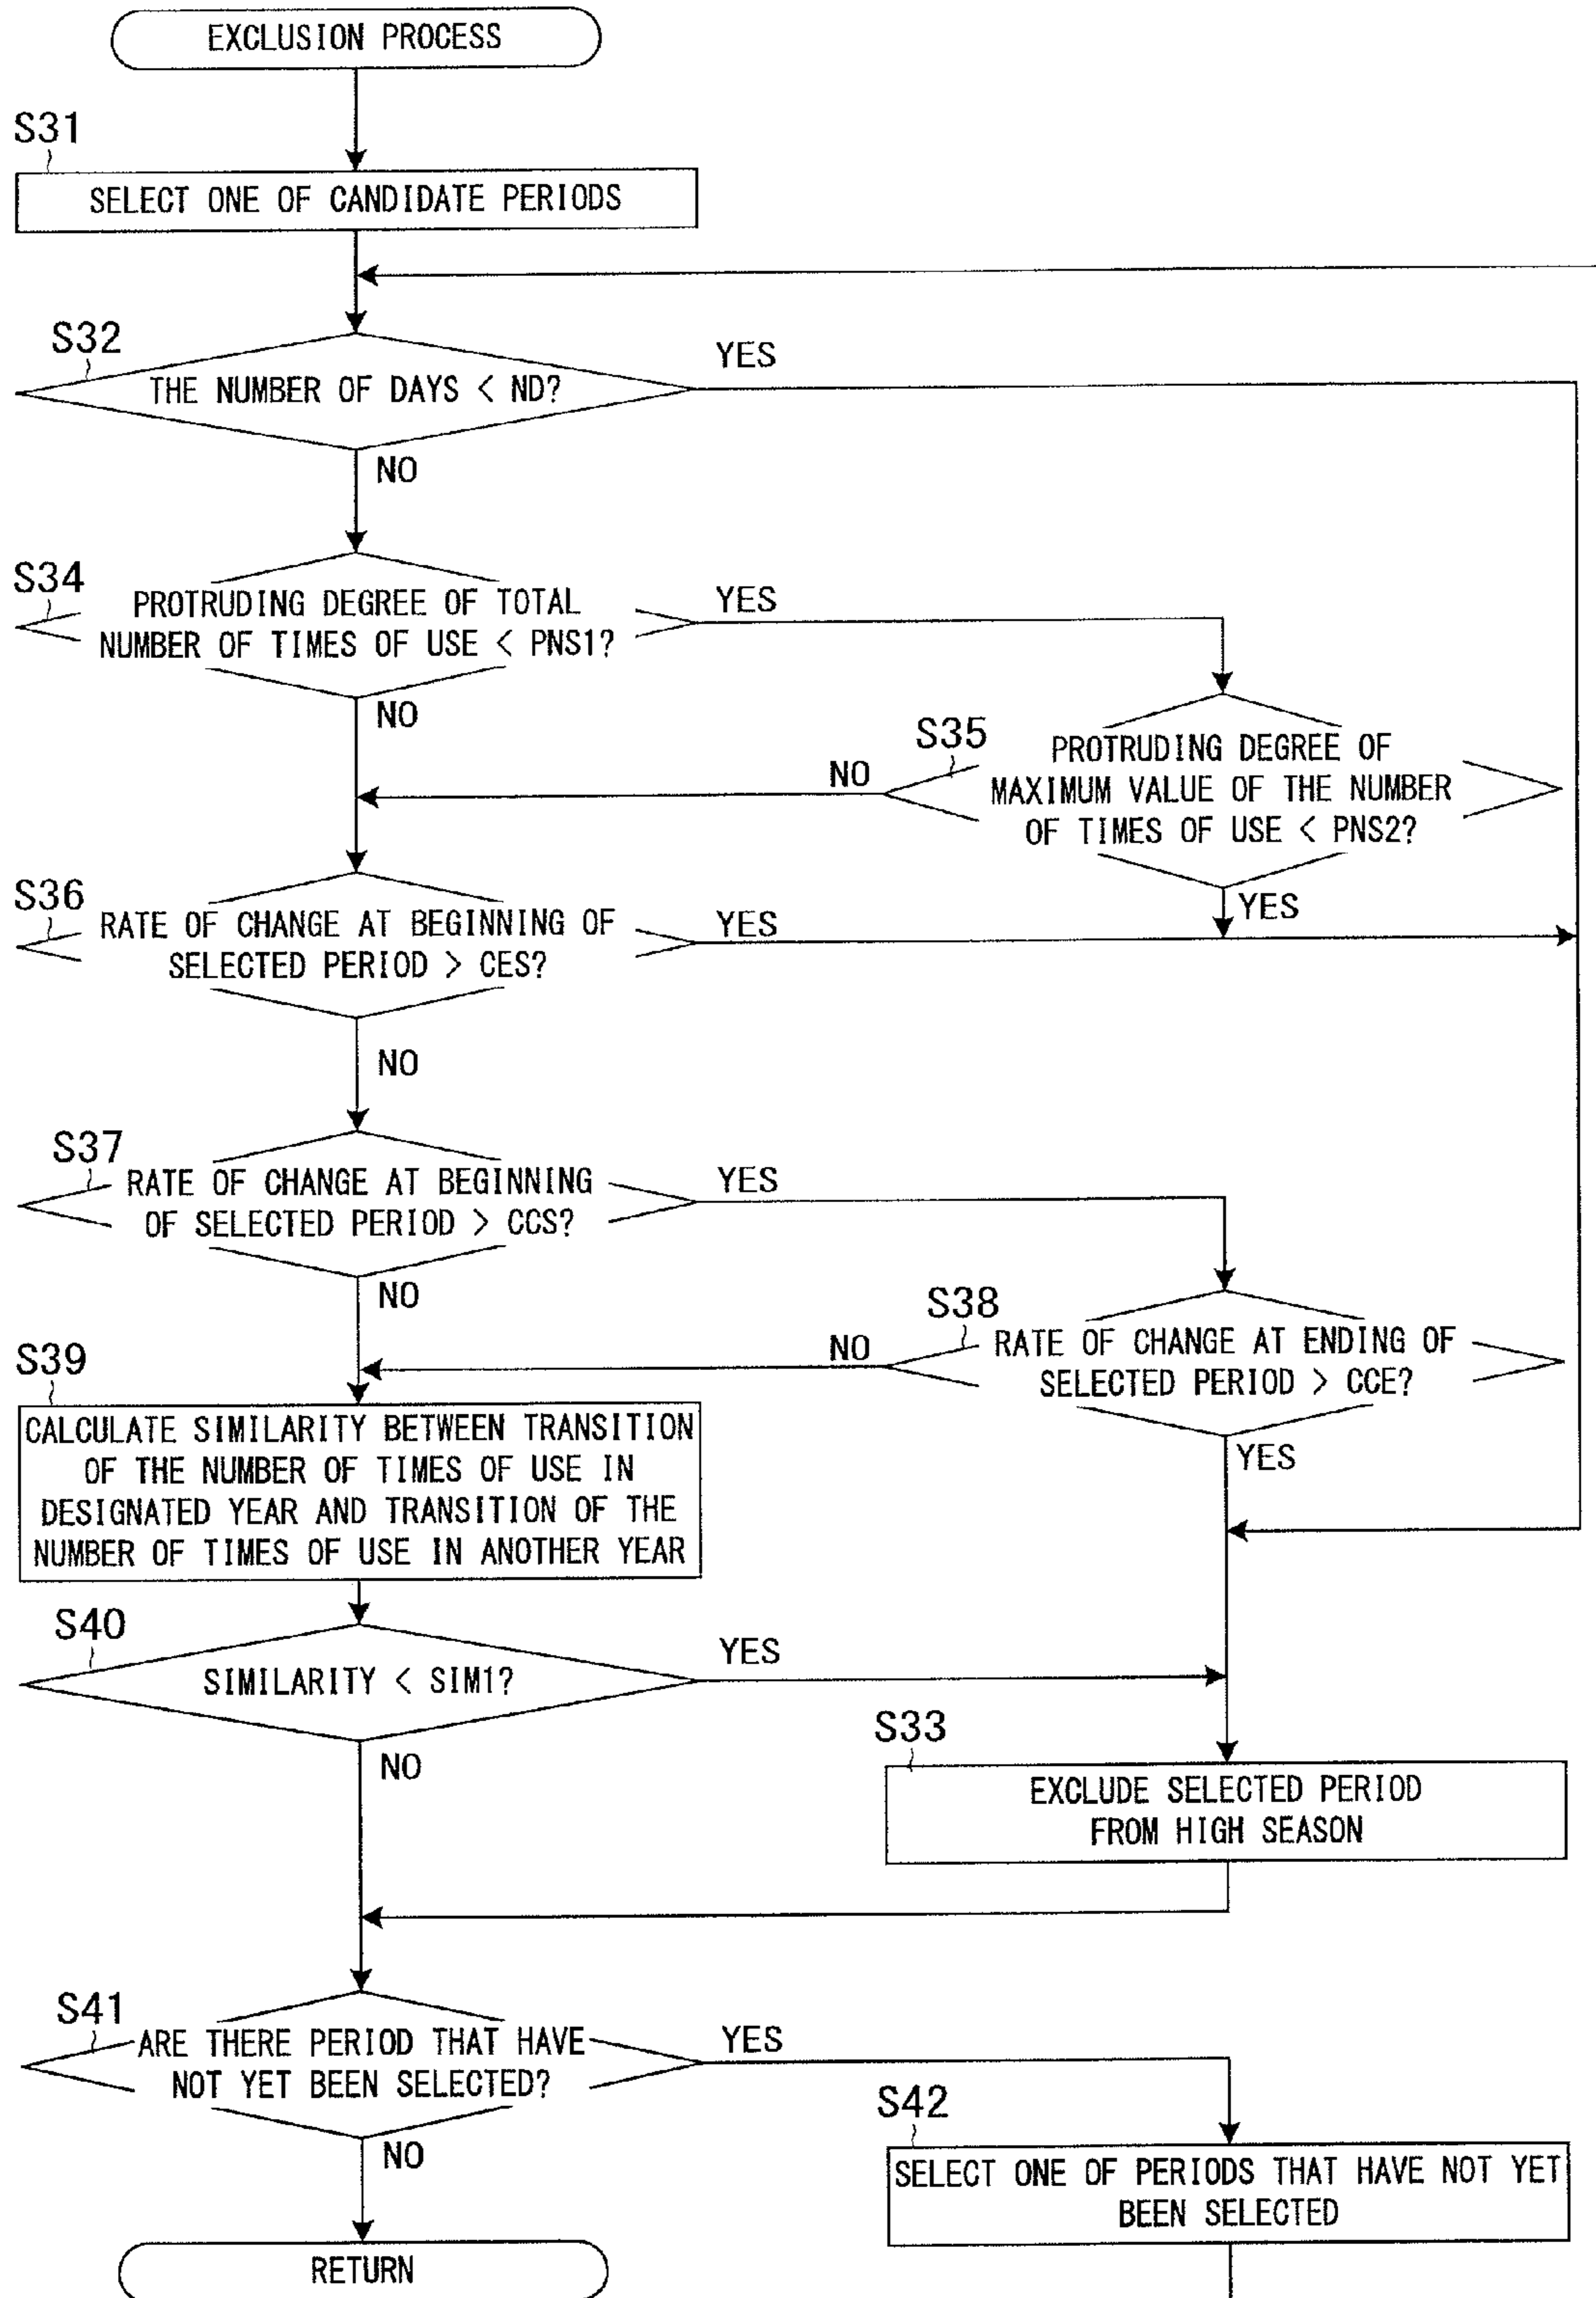 EXCLUSION PROCESS
S31
SELECT ONE OF CANDIDATE PERIODS
S32
THE NUMBER OF DAYS < ND?
YES
NO
S34
PROTRUDING DEGREE OF TOTAL
NUMBER OF TIMES OF USE < PNS1?
YES
NO
S35
PROTRUDING DEGREE OF
MAXIMUM VALUE OF THE NUMBER
OF TIMES OF USE < PNS2?
NO
YES
S36
RATE OF CHANGE AT BEGINNING OF
SELECTED PERIOD > CES?
YES
NO
S37
RATE OF CHANGE AT BEGINNING
OF SELECTED PERIOD > CCS?
YES
NO
S38
RATE OF CHANGE AT ENDING OF
SELECTED PERIOD > CCE?
NO
YES
S39
CALCULATE SIMILARITY BETWEEN TRANSITION
OF THE NUMBER OF TIMES OF USE IN
DESIGNATED YEAR AND TRANSITION OF THE
NUMBER OF TIMES OF USE IN ANOTHER YEAR
S40
SIMILARITY < SIM1?
YES
NO
S33
EXCLUDE SELECTED PERIOD
FROM HIGH SEASON
S41
ARE THERE PERIOD THAT HAVE
NOT YET BEEN SELECTED?
YES
NO
S42
SELECT ONE OF PERIODS THAT HAVE NOT YET
BEEN SELECTED
RETURN